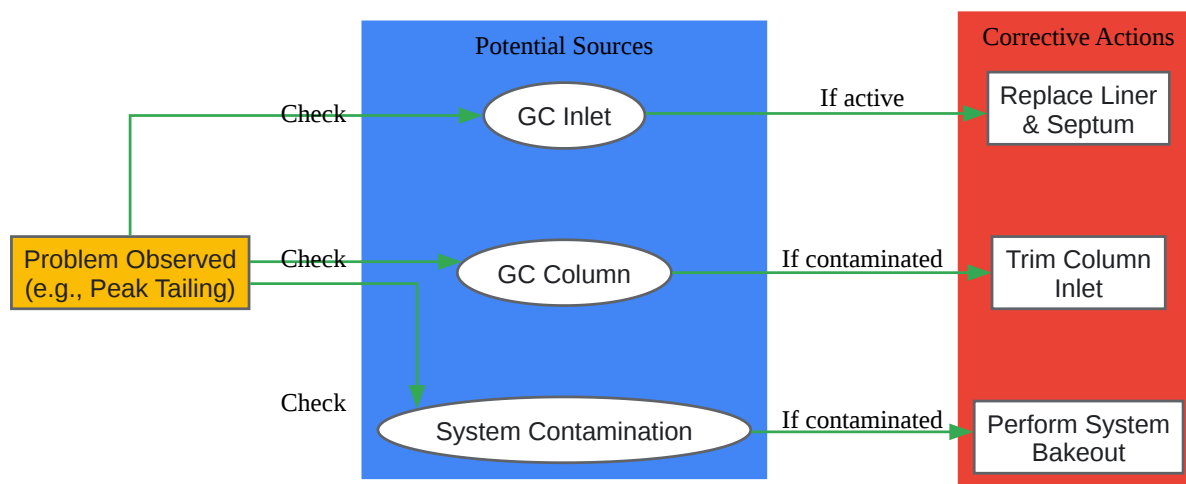 Potential Sources
Corrective Actions
Check
GC Inlet
If active
Replace Liner
& Septum
Problem Observed
(e.g., Peak Tailing)
Check
GC Column
If contaminated
Trim Column
Inlet
Check
System Contamination
If contaminated
Perform System
Bakeout